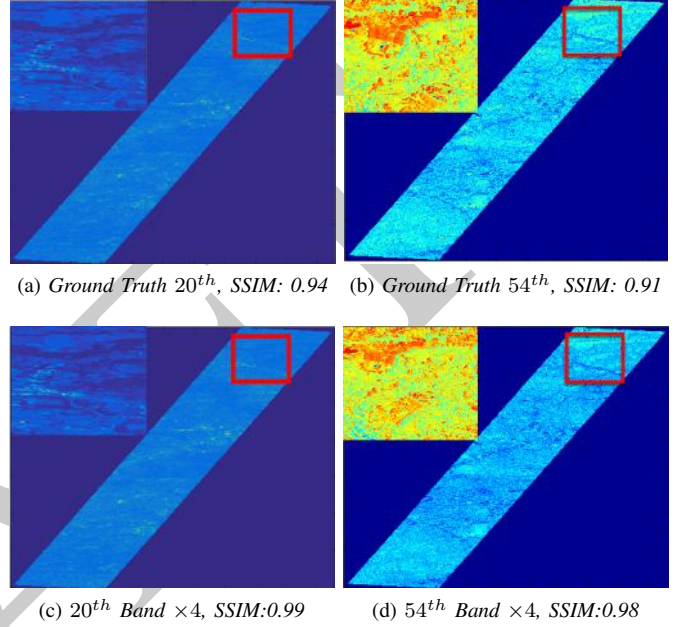 (a) Ground Truth 20th, SSIM: 0.94
(b) Ground Truth 54th, SSIM: 0.91
(c) 20th Band ×4, SSIM:0.99
(d) 54th Band ×4, SSIM:0.98